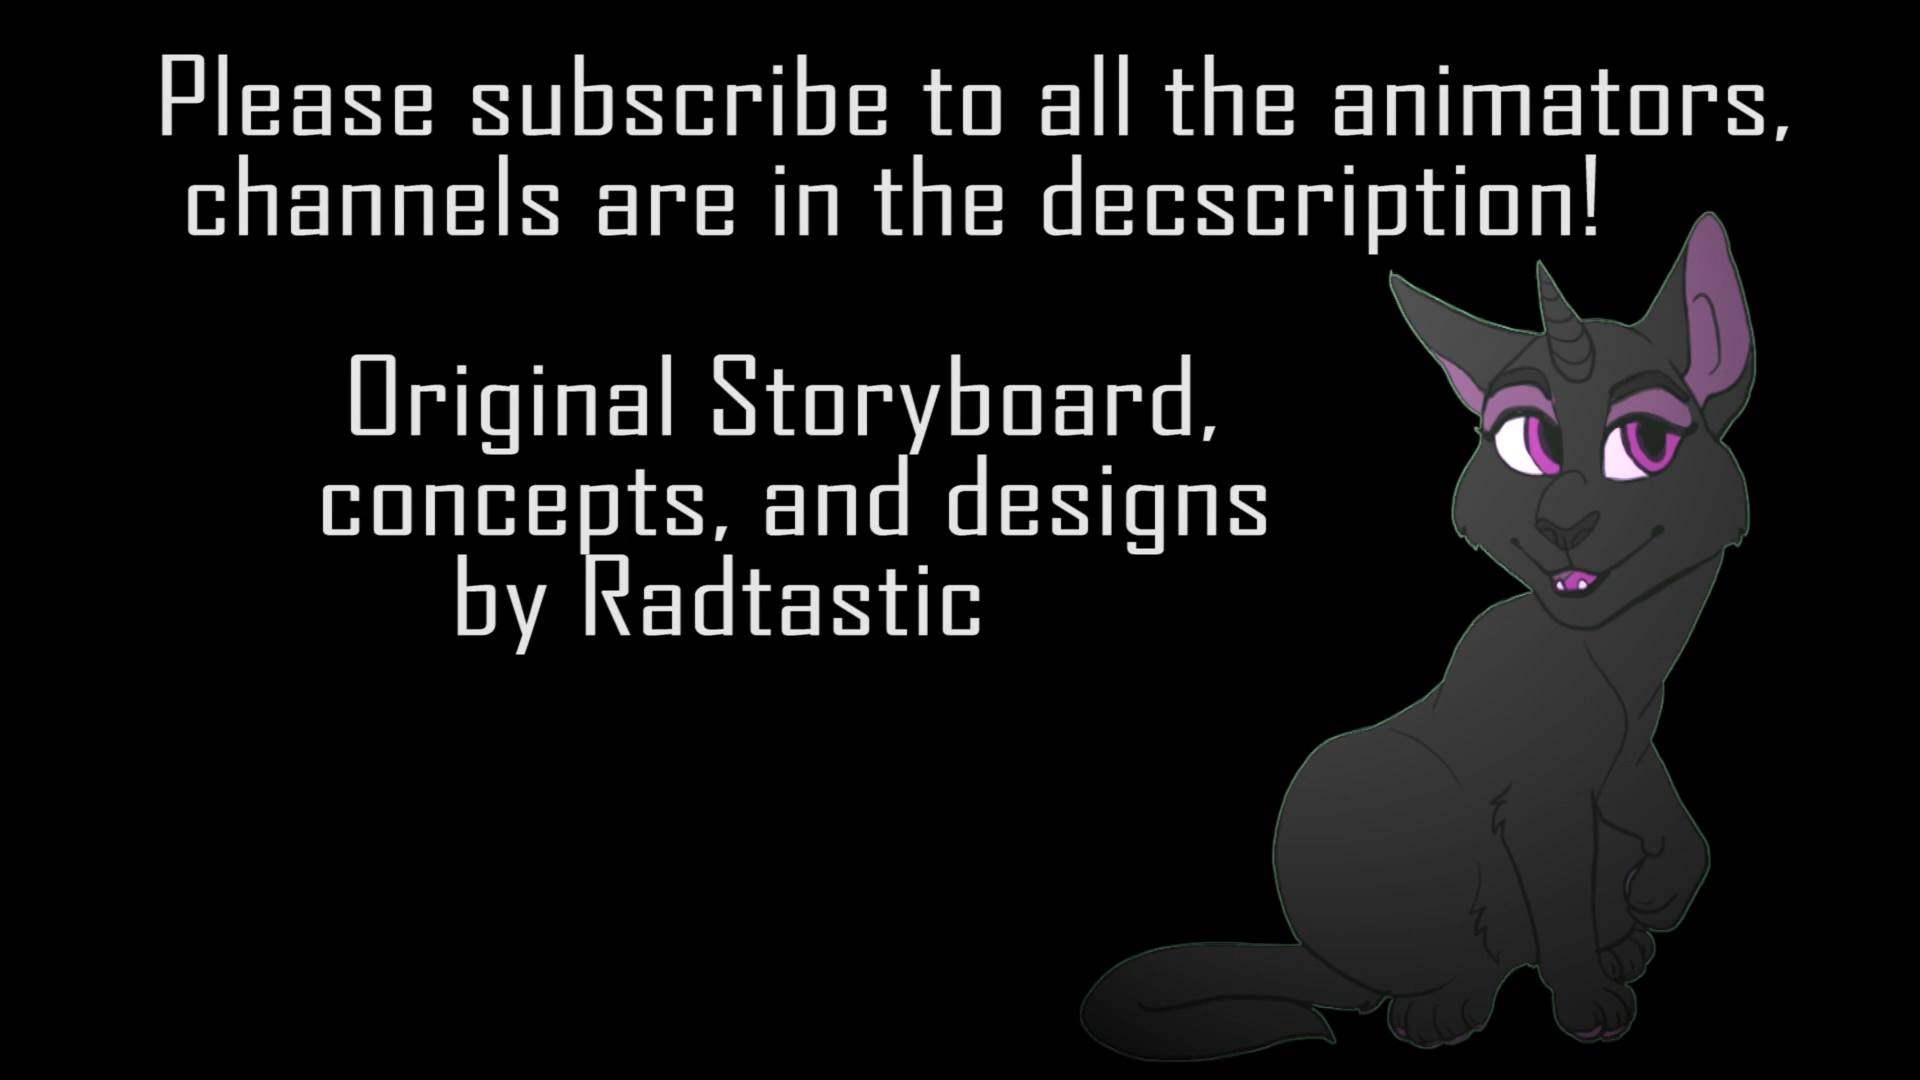 Please subscribe to all the animators,
channels are in the decscription!
Original Storyboard,
concepts, and designs
by Radtastic